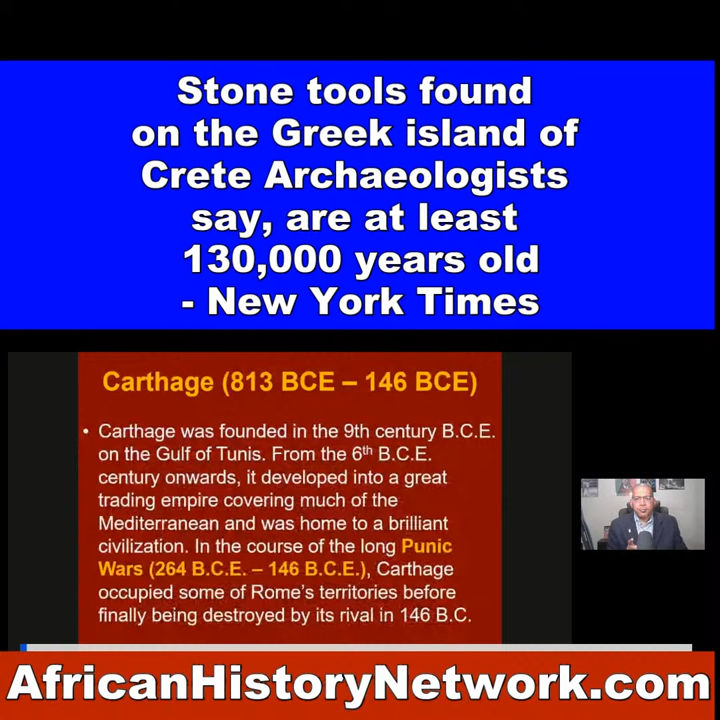 Stone tools found
on the Greek island of
Crete Archaeologists
say, are at least
130,000 years old
- New York Times
Carthage (813 BCE – 146 BCE)
• Carthage was founded in the 9th century B.C.E.
on the Gulf of Tunis. From the 6th B.C.E.
century onwards, it developed into a great
trading empire covering much of the
Mediterranean and was home to a brilliant
civilization. In the course of the long Punic
Wars (264 B.C.E. – 146 B.C.E.), Carthage
occupied some of Rome's territories before
finally being destroyed by its rival in 146 B.C.
AfricanHistoryNetwork.com